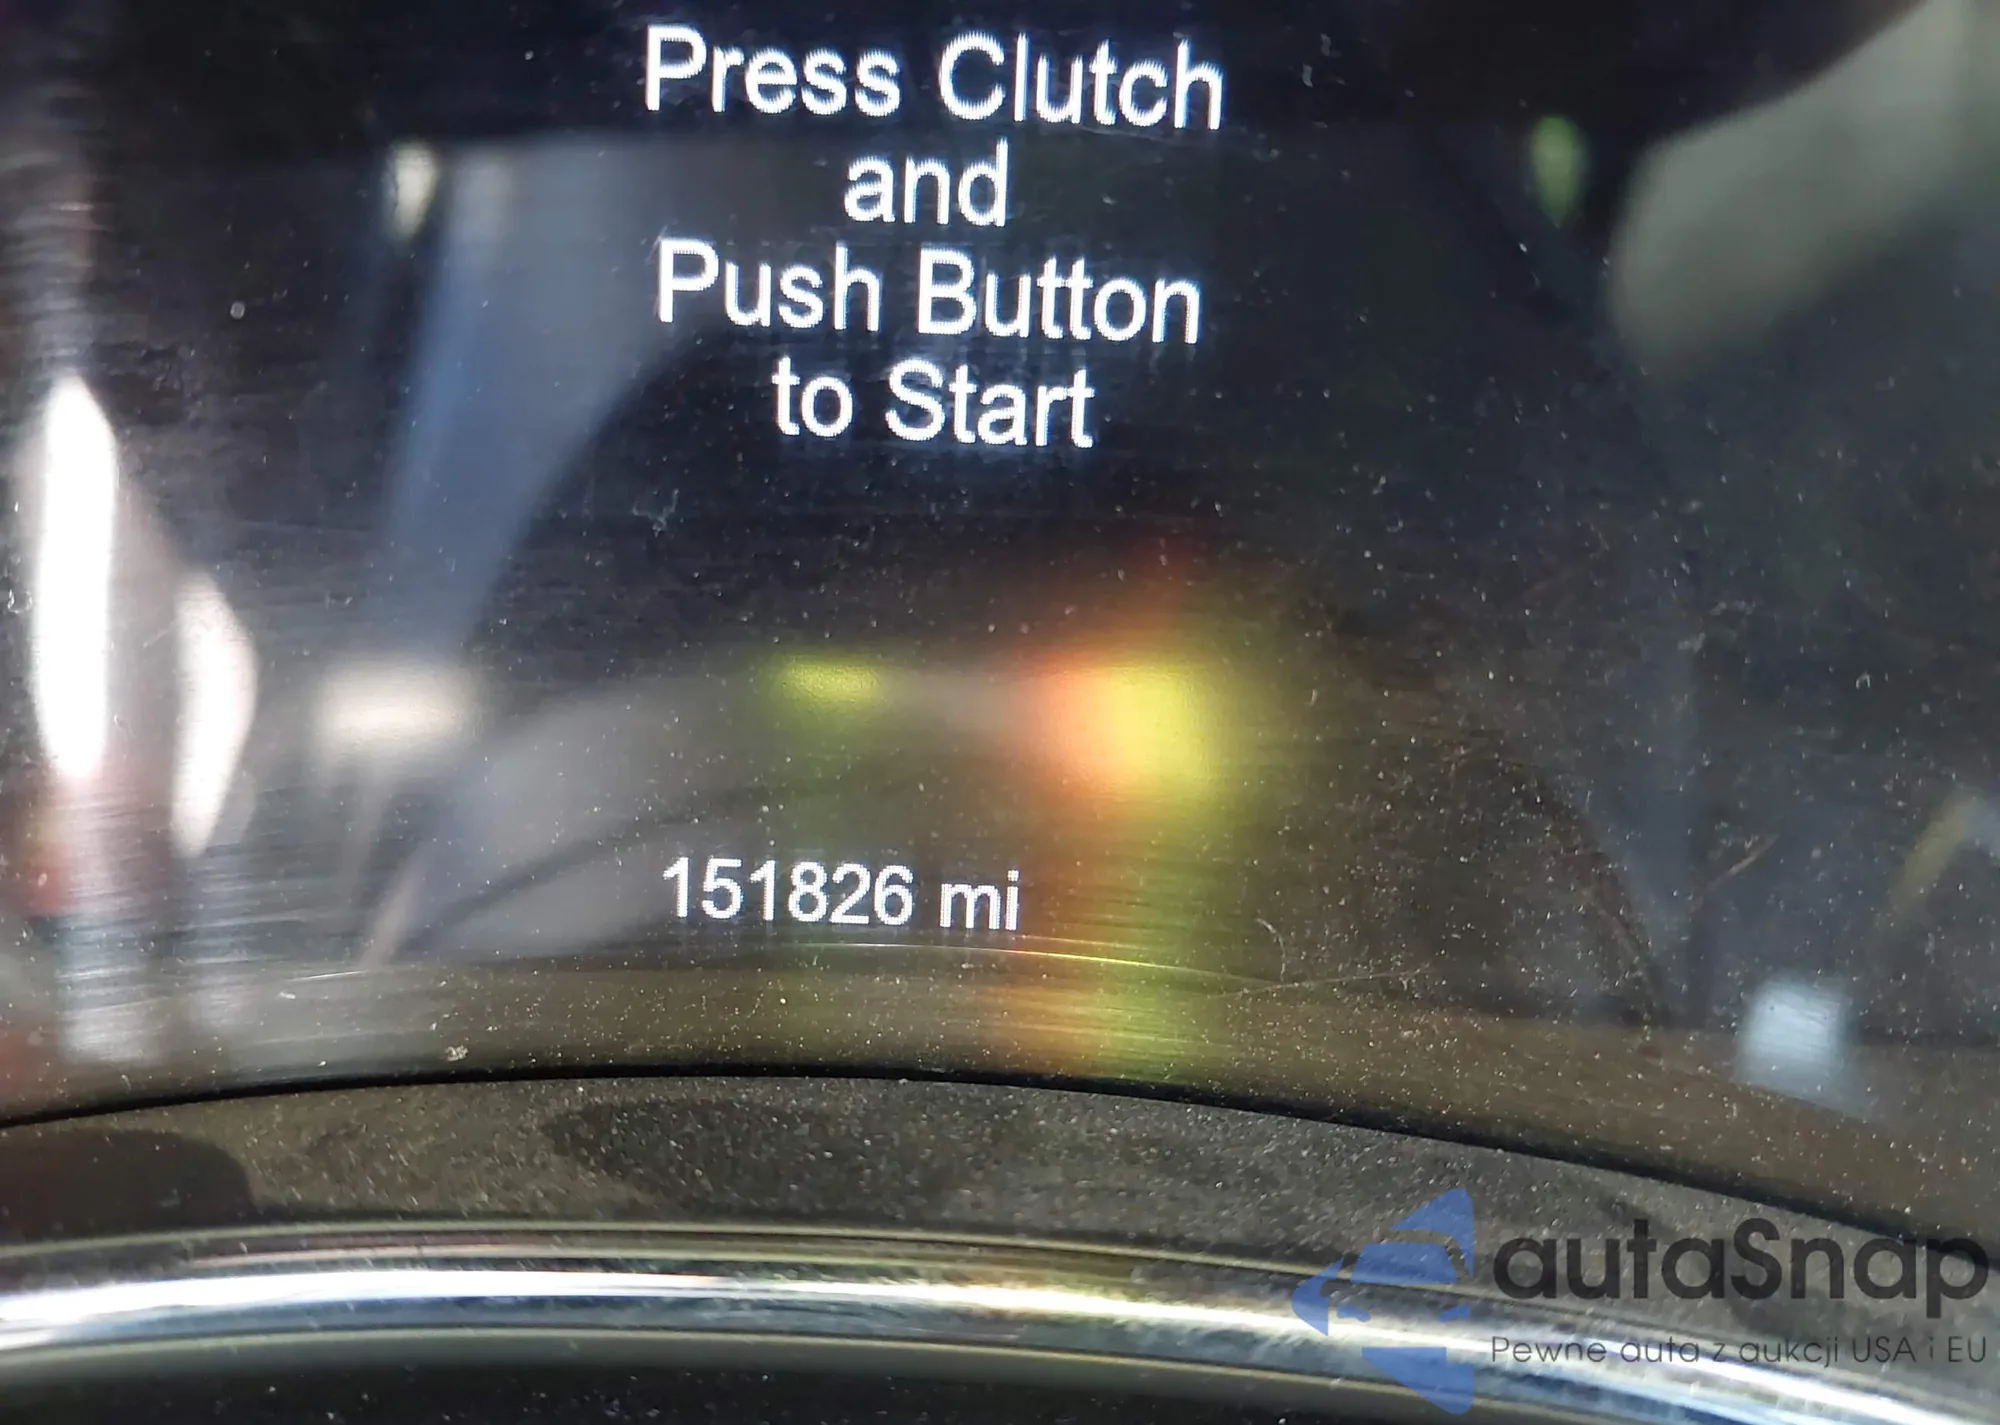 Press Clutch
and
Push Button
to Start
151826 mi
autaSnap
Pewne auta z aukcji USA i EU